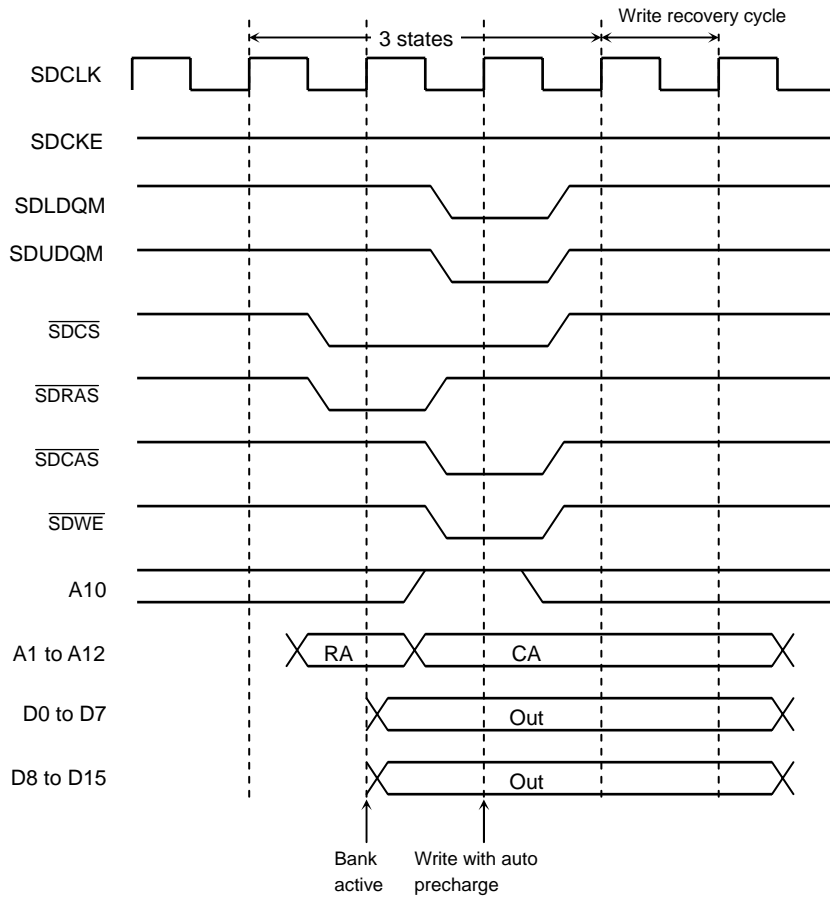 Write recovery cycle
3 states
SDCLK
SDCKE
SDLDQM
SDUDQM
SDCS
SDRAS
SDCAS
SDWE
A10
A1 to A12
RA
CA
D0 to D7
Out
D8 to D15
Out
Bank
active
Write with auto
precharge